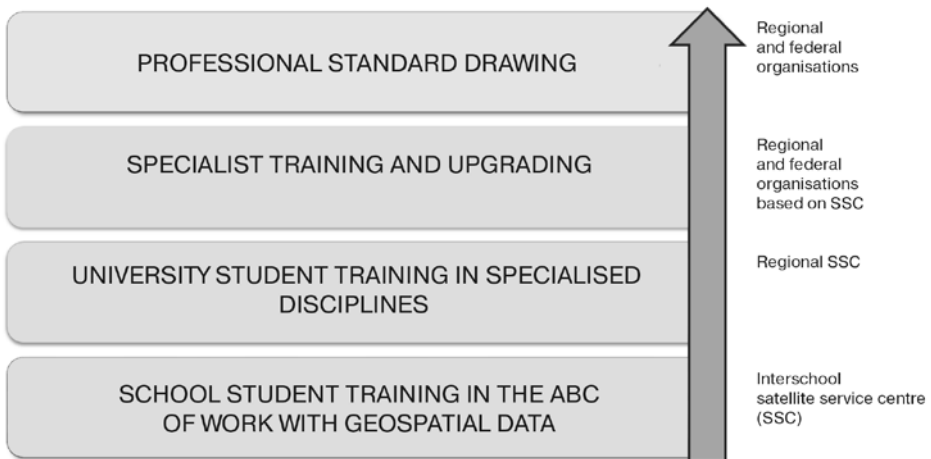 PROFESSIONAL STANDARD DRAWING
Regional
and federal
organisations
SPECIALIST TRAINING AND UPGRADING
Regional
and federal
organisations
based on SSC
UNIVERSITY STUDENT TRAINING IN SPECIALISED
DISCIPLINES
Regional SSC
SCHOOL STUDENT TRAINING IN THE ABC
OF WORK WITH GEOSPATIAL DATA
Interschool
satellite service centre
(SSC)